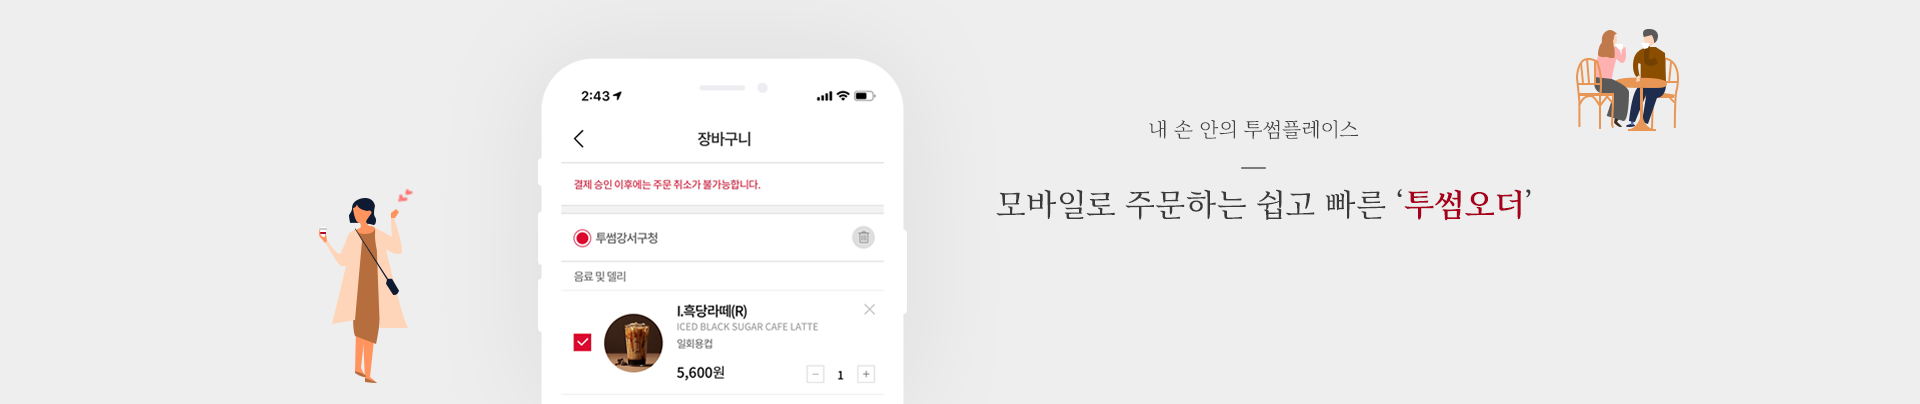 2:43
장바구니
결제 승인 이후에는 주문 취소가 불가능합니다.
투썸강서구청
음료 및 델리
I.흑당라떼(R)
ICED BLACK SUGAR CAFE LATTE
일회용컵
5,600원
− 1 +
내 손 안의 투썸플레이스
모바일로 주문하는 쉽고 빠른 ‘투썸오더’